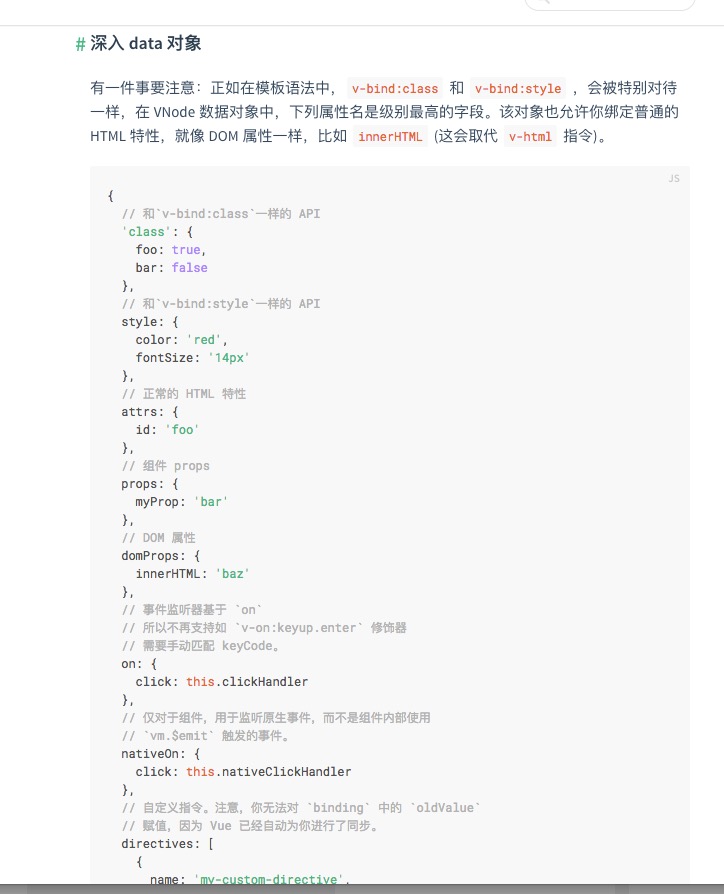 # 深入 data 对象
有一件事要注意：正如在模板语法中， v-bind:class 和 v-bind:style ，会被特别对待
一样，在 VNode 数据对象中，下列属性名是级别最高的字段。该对象也允许你绑定普通的
HTML 特性，就像 DOM 属性一样，比如 innerHTML (这会取代 v-html 指令)。
JS
{
  // 和`v-bind:class`一样的 API
  'class': {
    foo: true,
    bar: false
  },
  // 和`v-bind:style`一样的 API
  style: {
    color: 'red',
    fontSize: '14px'
  },
  // 正常的 HTML 特性
  attrs: {
    id: 'foo'
  },
  // 组件 props
  props: {
    myProp: 'bar'
  },
  // DOM 属性
  domProps: {
    innerHTML: 'baz'
  },
  // 事件监听器基于 `on`
  // 所以不再支持如 `v-on:keyup.enter` 修饰器
  // 需要手动匹配 keyCode。
  on: {
    click: this.clickHandler
  },
  // 仅对于组件，用于监听原生事件，而不是组件内部使用
  // `vm.$emit` 触发的事件。
  nativeOn: {
    click: this.nativeClickHandler
  },
  // 自定义指令。注意，你无法对 `binding` 中的 `oldValue`
  // 赋值，因为 Vue 已经自动为你进行了同步。
  directives: [
    {
      name: 'my-custom-directive',